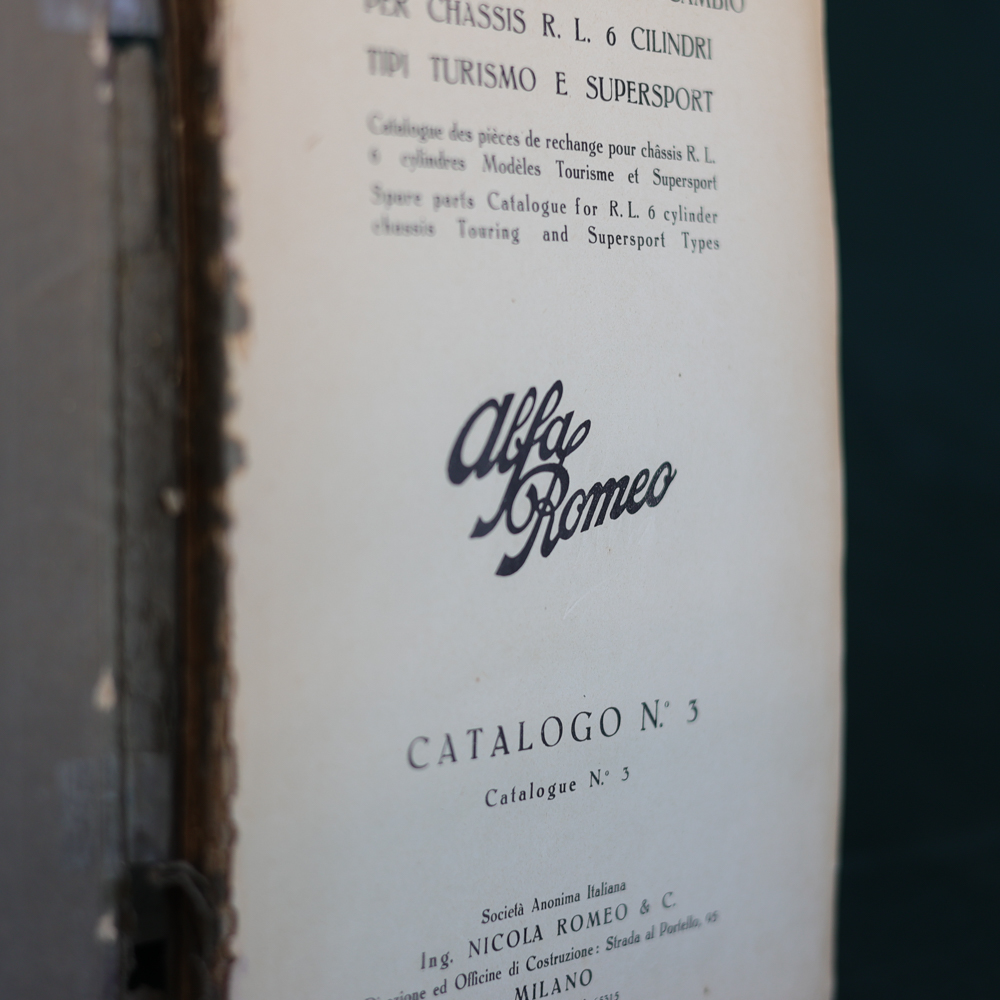 CAMBIO
PER CHASSIS R. L. 6 CILINDRI
TIPI TURISMO E SUPERSPORT
Catalogue des pièces de rechange pour châssis R. L.
6 cylindres Modèles Tourisme et Supersport
Spare parts Catalogue for R. L. 6 cylinder
chassis Touring and Supersport Types
Alfa
Romeo
CATALOGO N.º 3
Catalogue N.º 3
Società Anonima Italiana
Ing. NICOLA ROMEO & C.
ed Officine di Costruzione: Strada al Portello, 95
MILANO